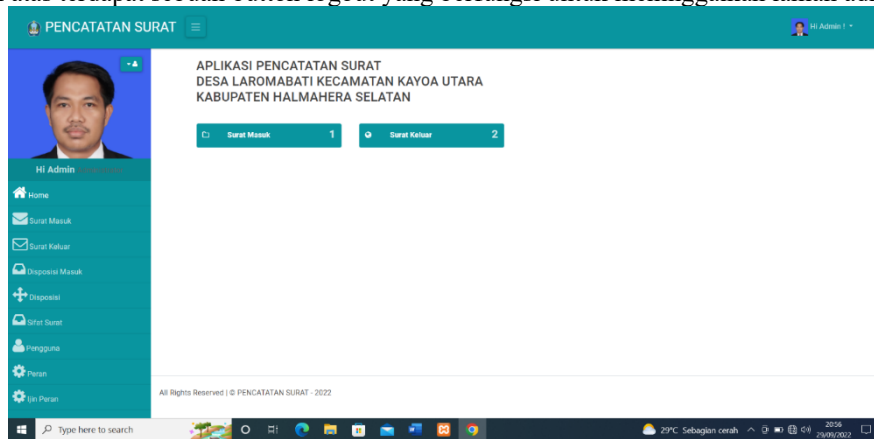 PENCATATAN SURAT
Hi Admin !
APLIKASI PENCATATAN SURAT
DESA LAROMABATI KECAMATAN KAYOA UTARA
KABUPATEN HALMAHERA SELATAN
Surat Masuk 1
Surat Keluar 2
Hi Admin
Home
Surat Masuk
Surat Keluar
Disposisi Masuk
Disposisi
Sifat Surat
Pengguna
Peran
Ijin Peran
All Rights Reserved | © PENCATATAN SURAT - 2022
Type here to search
29°C Sebagian cerah
20:56
29/09/2022